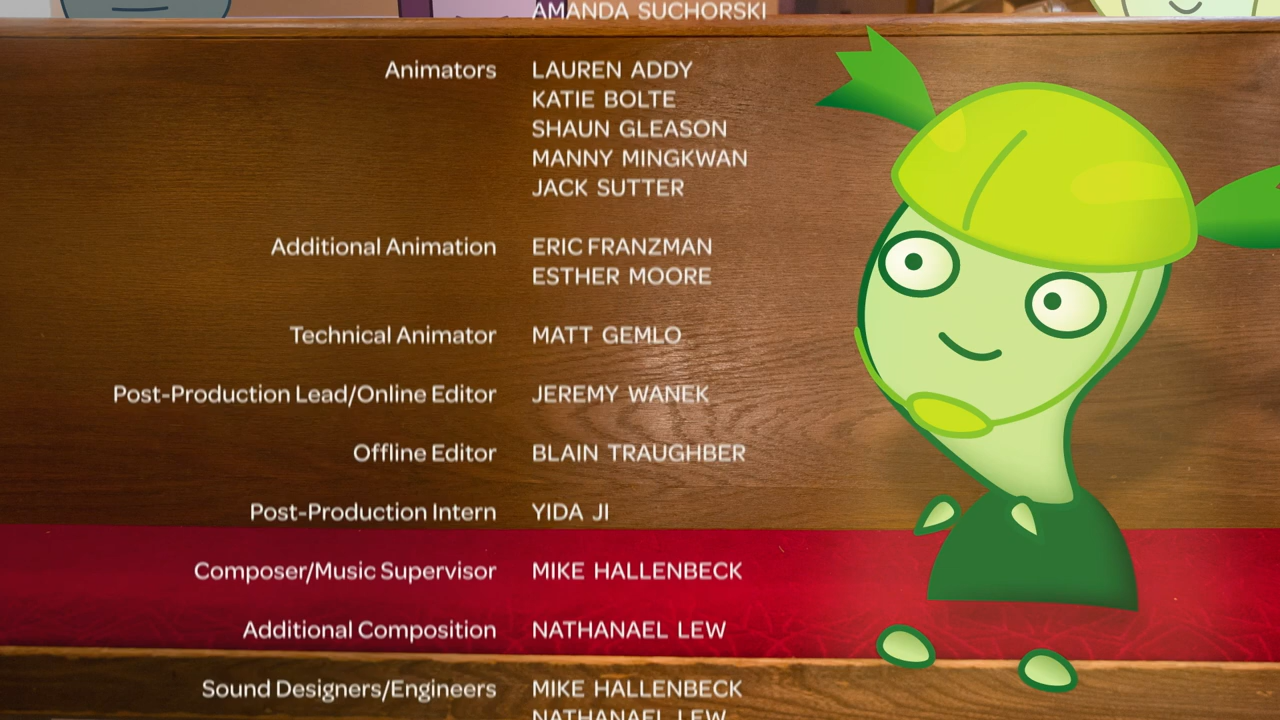 AMANDA SUCHORSKI
Animators LAUREN ADDY
KATIE BOLTE
SHAUN GLEASON
MANNY MINGKWAN
JACK SUTTER
Additional Animation ERIC FRANZMAN
ESTHER MOORE
Technical Animator MATT GEMLO
Post-Production Lead/Online Editor JEREMY WANEK
Offline Editor BLAIN TRAUGHBER
Post-Production Intern YIDA JI
Composer/Music Supervisor MIKE HALLENBECK
Additional Composition NATHANAEL LEW
Sound Designers/Engineers MIKE HALLENBECK
NATHANAEL LEW